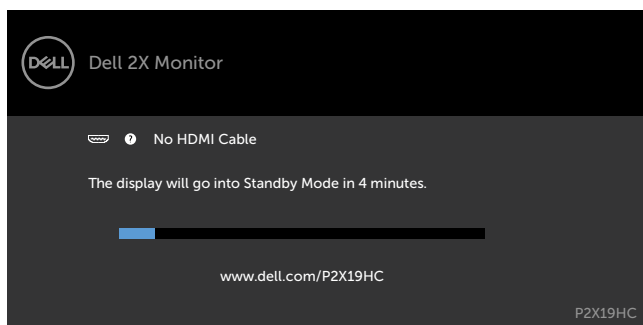 DELL
Dell 2X Monitor
? No HDMI Cable
The display will go into Standby Mode in 4 minutes.
www.dell.com/P2X19HC
P2X19HC